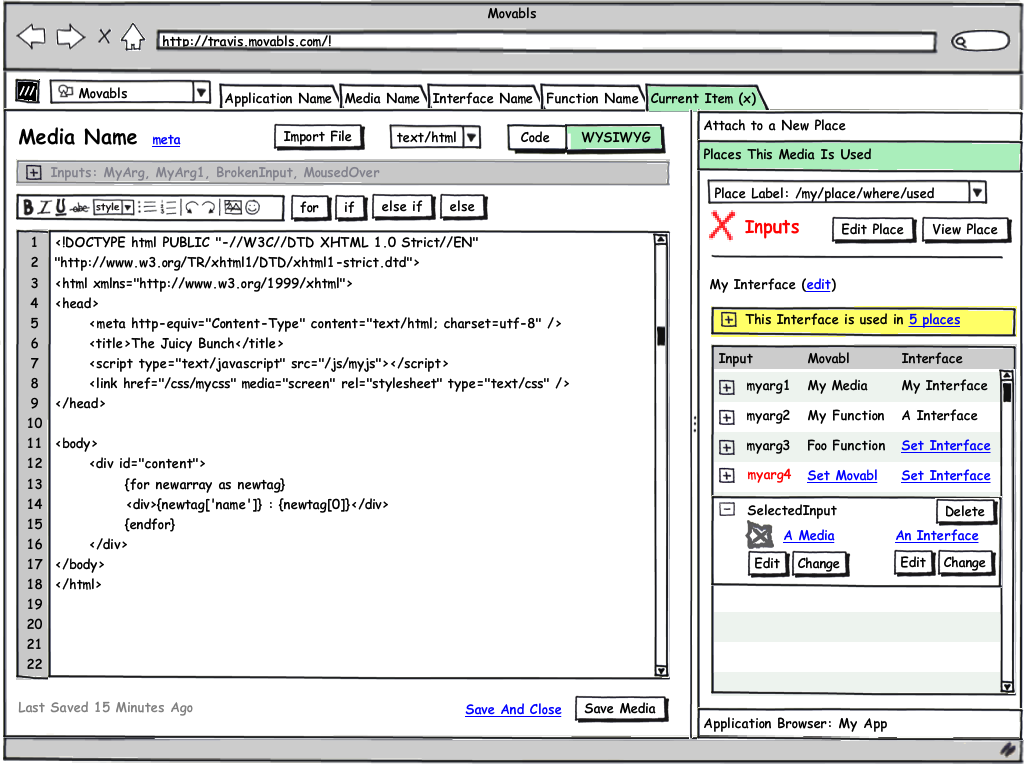 Movabls
http://travis.movabls.com/!
Movabls
Application Name
Media Name
Interface Name
Function Name
Current Item (x)
Media Name
meta
Import File
text/html
Code
WYSIWYG
Inputs: MyArg, MyArg1, BrokenInput, MousedOver
B I U abc style
for
if
else if
else
1 <!DOCTYPE html PUBLIC "-//W3C//DTD XHTML 1.0 Strict//EN"
2 "http://www.w3.org/TR/xhtml1/DTD/xhtml1-strict.dtd">
3 <html xmlns="http://www.w3.org/1999/xhtml">
4 <head>
5 <meta http-equiv="Content-Type" content="text/html; charset=utf-8" />
6 <title>The Juicy Bunch</title>
7 <script type="text/javascript" src="/js/myjs"></script>
8 <link href="/css/mycss" media="screen" rel="stylesheet" type="text/css" />
9 </head>
10
11 <body>
12 <div id="content">
13 {for newarray as newtag}
14 <div>{newtag['name']} : {newtag[0]}</div>
15 {endfor}
16 </div>
17 </body>
18 </html>
19
20
21
22
Last Saved 15 Minutes Ago
Save And Close
Save Media
Attach to a New Place
Places This Media Is Used
Place Label: /my/place/where/used
Inputs
Edit Place
View Place
My Interface (edit)
This Interface is used in 5 places
Input Movabl Interface
myarg1 My Media My Interface
myarg2 My Function A Interface
myarg3 Foo Function Set Interface
myarg4 Set Movabl Set Interface
SelectedInput Delete
A Media An Interface
Edit Change Edit Change
Application Browser: My App